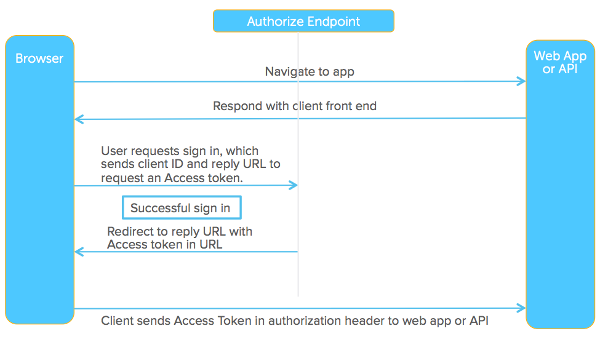 Authorize Endpoint
Browser
Web App
or API
Navigate to app
Respond with client front end
User requests sign in, which
sends client ID and reply URL to
request an Access token.
Successful sign in
Redirect to reply URL with
Access token in URL
Client sends Access Token in authorization header to web app or API